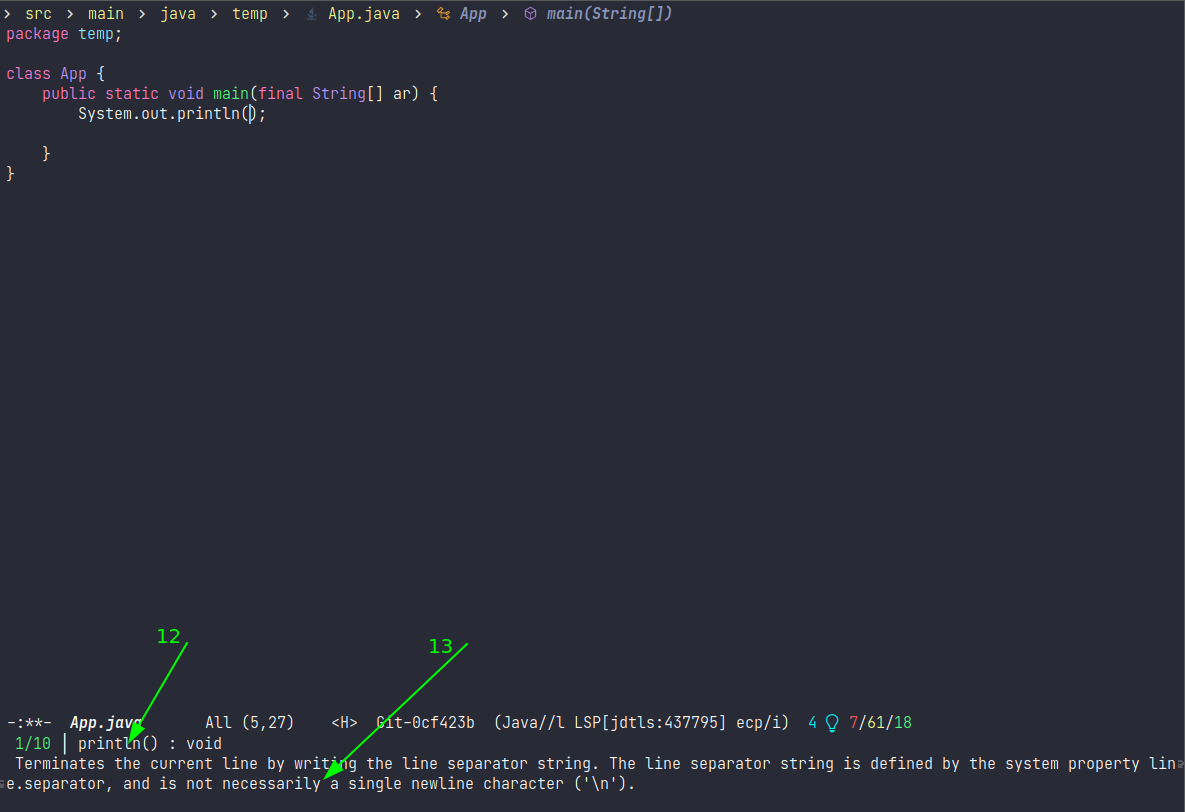 › src › main › java › temp › App.java › App › main(String[])
package temp;
class App {
    public static void main(final String[] ar) {
        System.out.println();
    }
}
12
13
-:**-  App.java       All (5,27)    <H>  Git-0cf423b  (Java//l LSP[jdtls:437795] ecp/i)  4 7/61/18
1/10 | println() : void
Terminates the current line by writing the line separator string. The line separator string is defined by the system property lin
e.separator, and is not necessarily a single newline character ('\n').